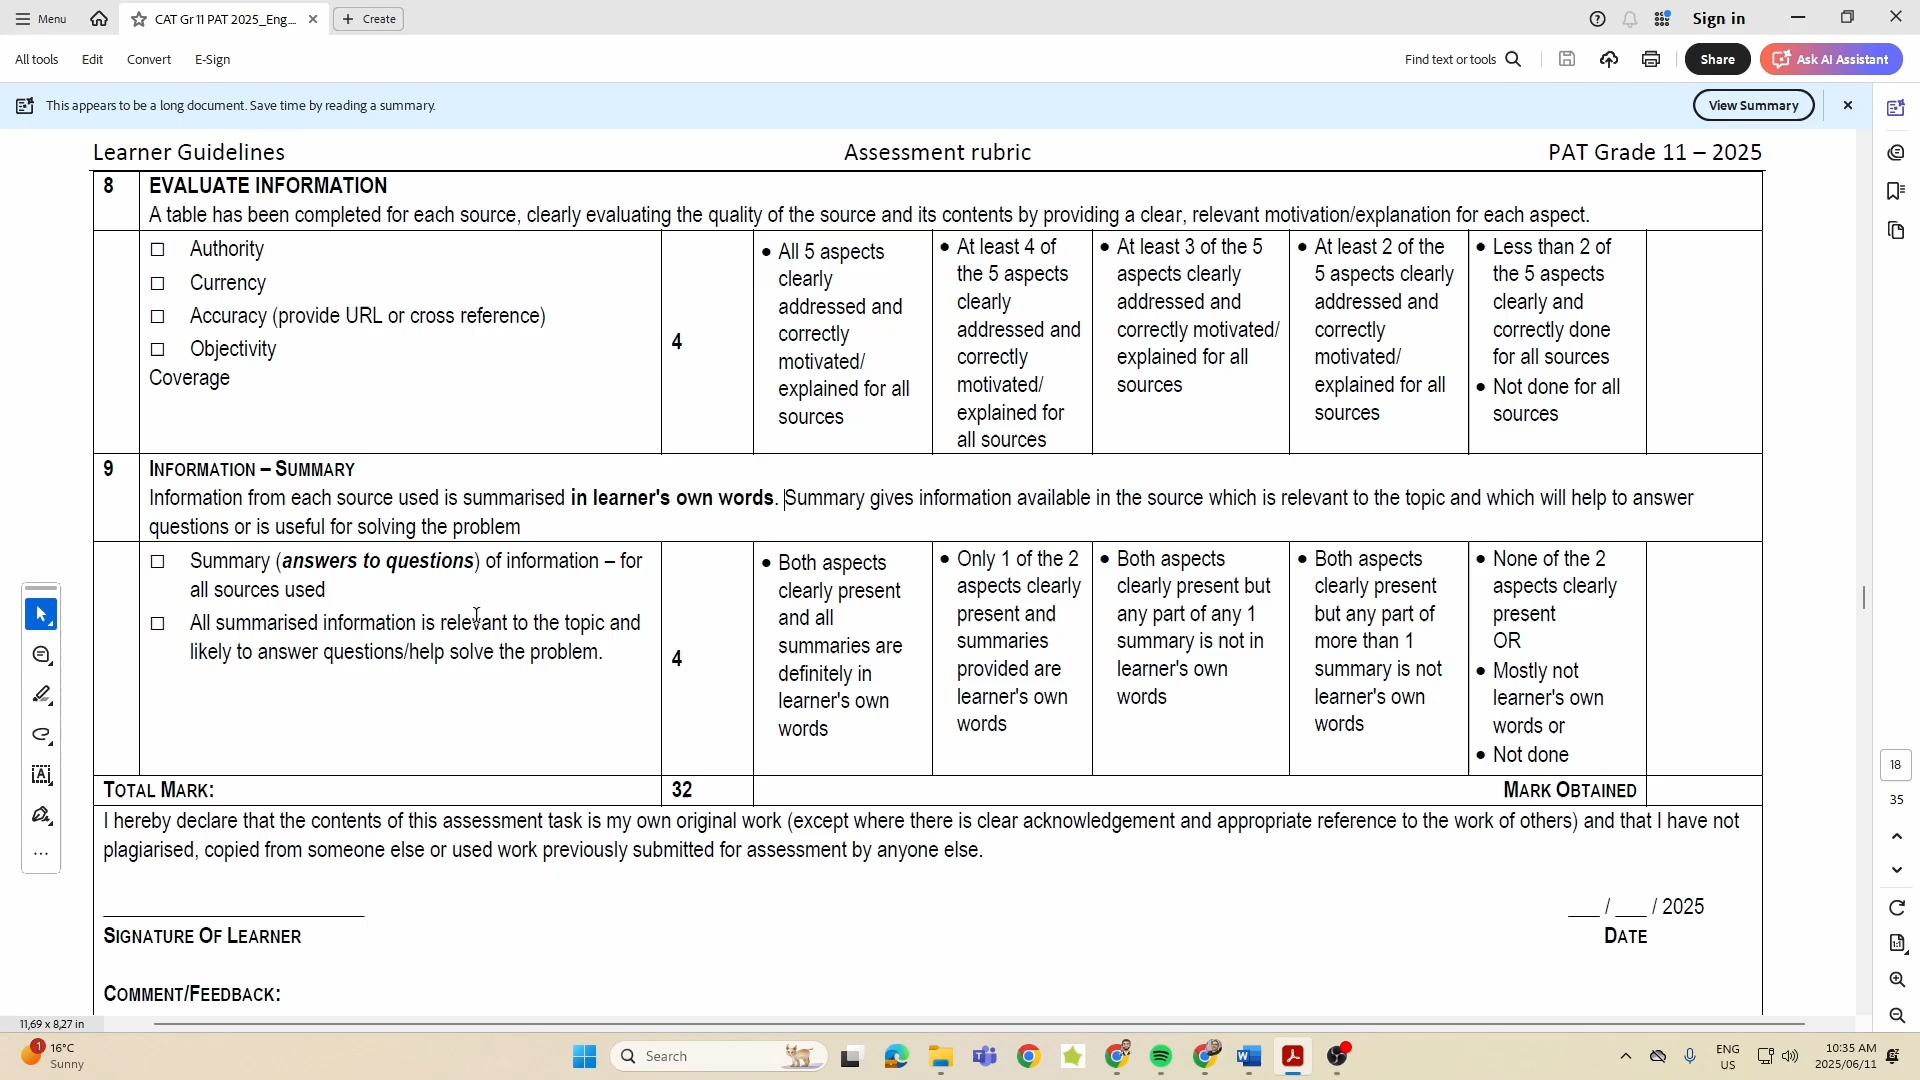 Menu
CAT Gr 11 PAT 2025_Eng...
Create
Sign in
All tools
Edit
Convert
E-Sign
Find text or tools
Share
Ask AI Assistant
This appears to be a long document. Save time by reading a summary.
View Summary
Learner Guidelines
Assessment rubric
PAT Grade 11 – 2025
8 EVALUATE INFORMATION
A table has been completed for each source, clearly evaluating the quality of the source and its contents by providing a clear, relevant motivation/explanation for each aspect.
☐ Authority
☐ Currency
☐ Accuracy (provide URL or cross reference)
☐ Objectivity
Coverage
4
• All 5 aspects
clearly
addressed and
correctly
motivated/
explained for all
sources
• At least 4 of
the 5 aspects
clearly
addressed and
correctly
motivated/
explained for
all sources
• At least 3 of the 5
aspects clearly
addressed and
correctly motivated/
explained for all
sources
• At least 2 of the
5 aspects clearly
addressed and
correctly
motivated/
explained for all
sources
• Less than 2 of
the 5 aspects
clearly and
correctly done
for all sources
• Not done for all
sources
9 INFORMATION – SUMMARY
Information from each source used is summarised in learner's own words. Summary gives information available in the source which is relevant to the topic and which will help to answer
questions or is useful for solving the problem
☐ Summary (answers to questions) of information – for
all sources used
☐ All summarised information is relevant to the topic and
likely to answer questions/help solve the problem.
4
• Both aspects
clearly present
and all
summaries are
definitely in
learner's own
words
• Only 1 of the 2
aspects clearly
present and
summaries
provided are
learner's own
words
• Both aspects
clearly present but
any part of any 1
summary is not in
learner's own
words
• Both aspects
clearly present
but any part of
more than 1
summary is not
learner's own
words
• None of the 2
aspects clearly
present
OR
• Mostly not
learner's own
words or
• Not done
TOTAL MARK:
32
MARK OBTAINED
I hereby declare that the contents of this assessment task is my own original work (except where there is clear acknowledgement and appropriate reference to the work of others) and that I have not
plagiarised, copied from someone else or used work previously submitted for assessment by anyone else.
___ / ___ / 2025
SIGNATURE OF LEARNER
DATE
COMMENT/FEEDBACK:
18
35
11,69 x 8,27 in
1
16°C
Sunny
Search
ENG
US
10:35 AM
2025/06/11